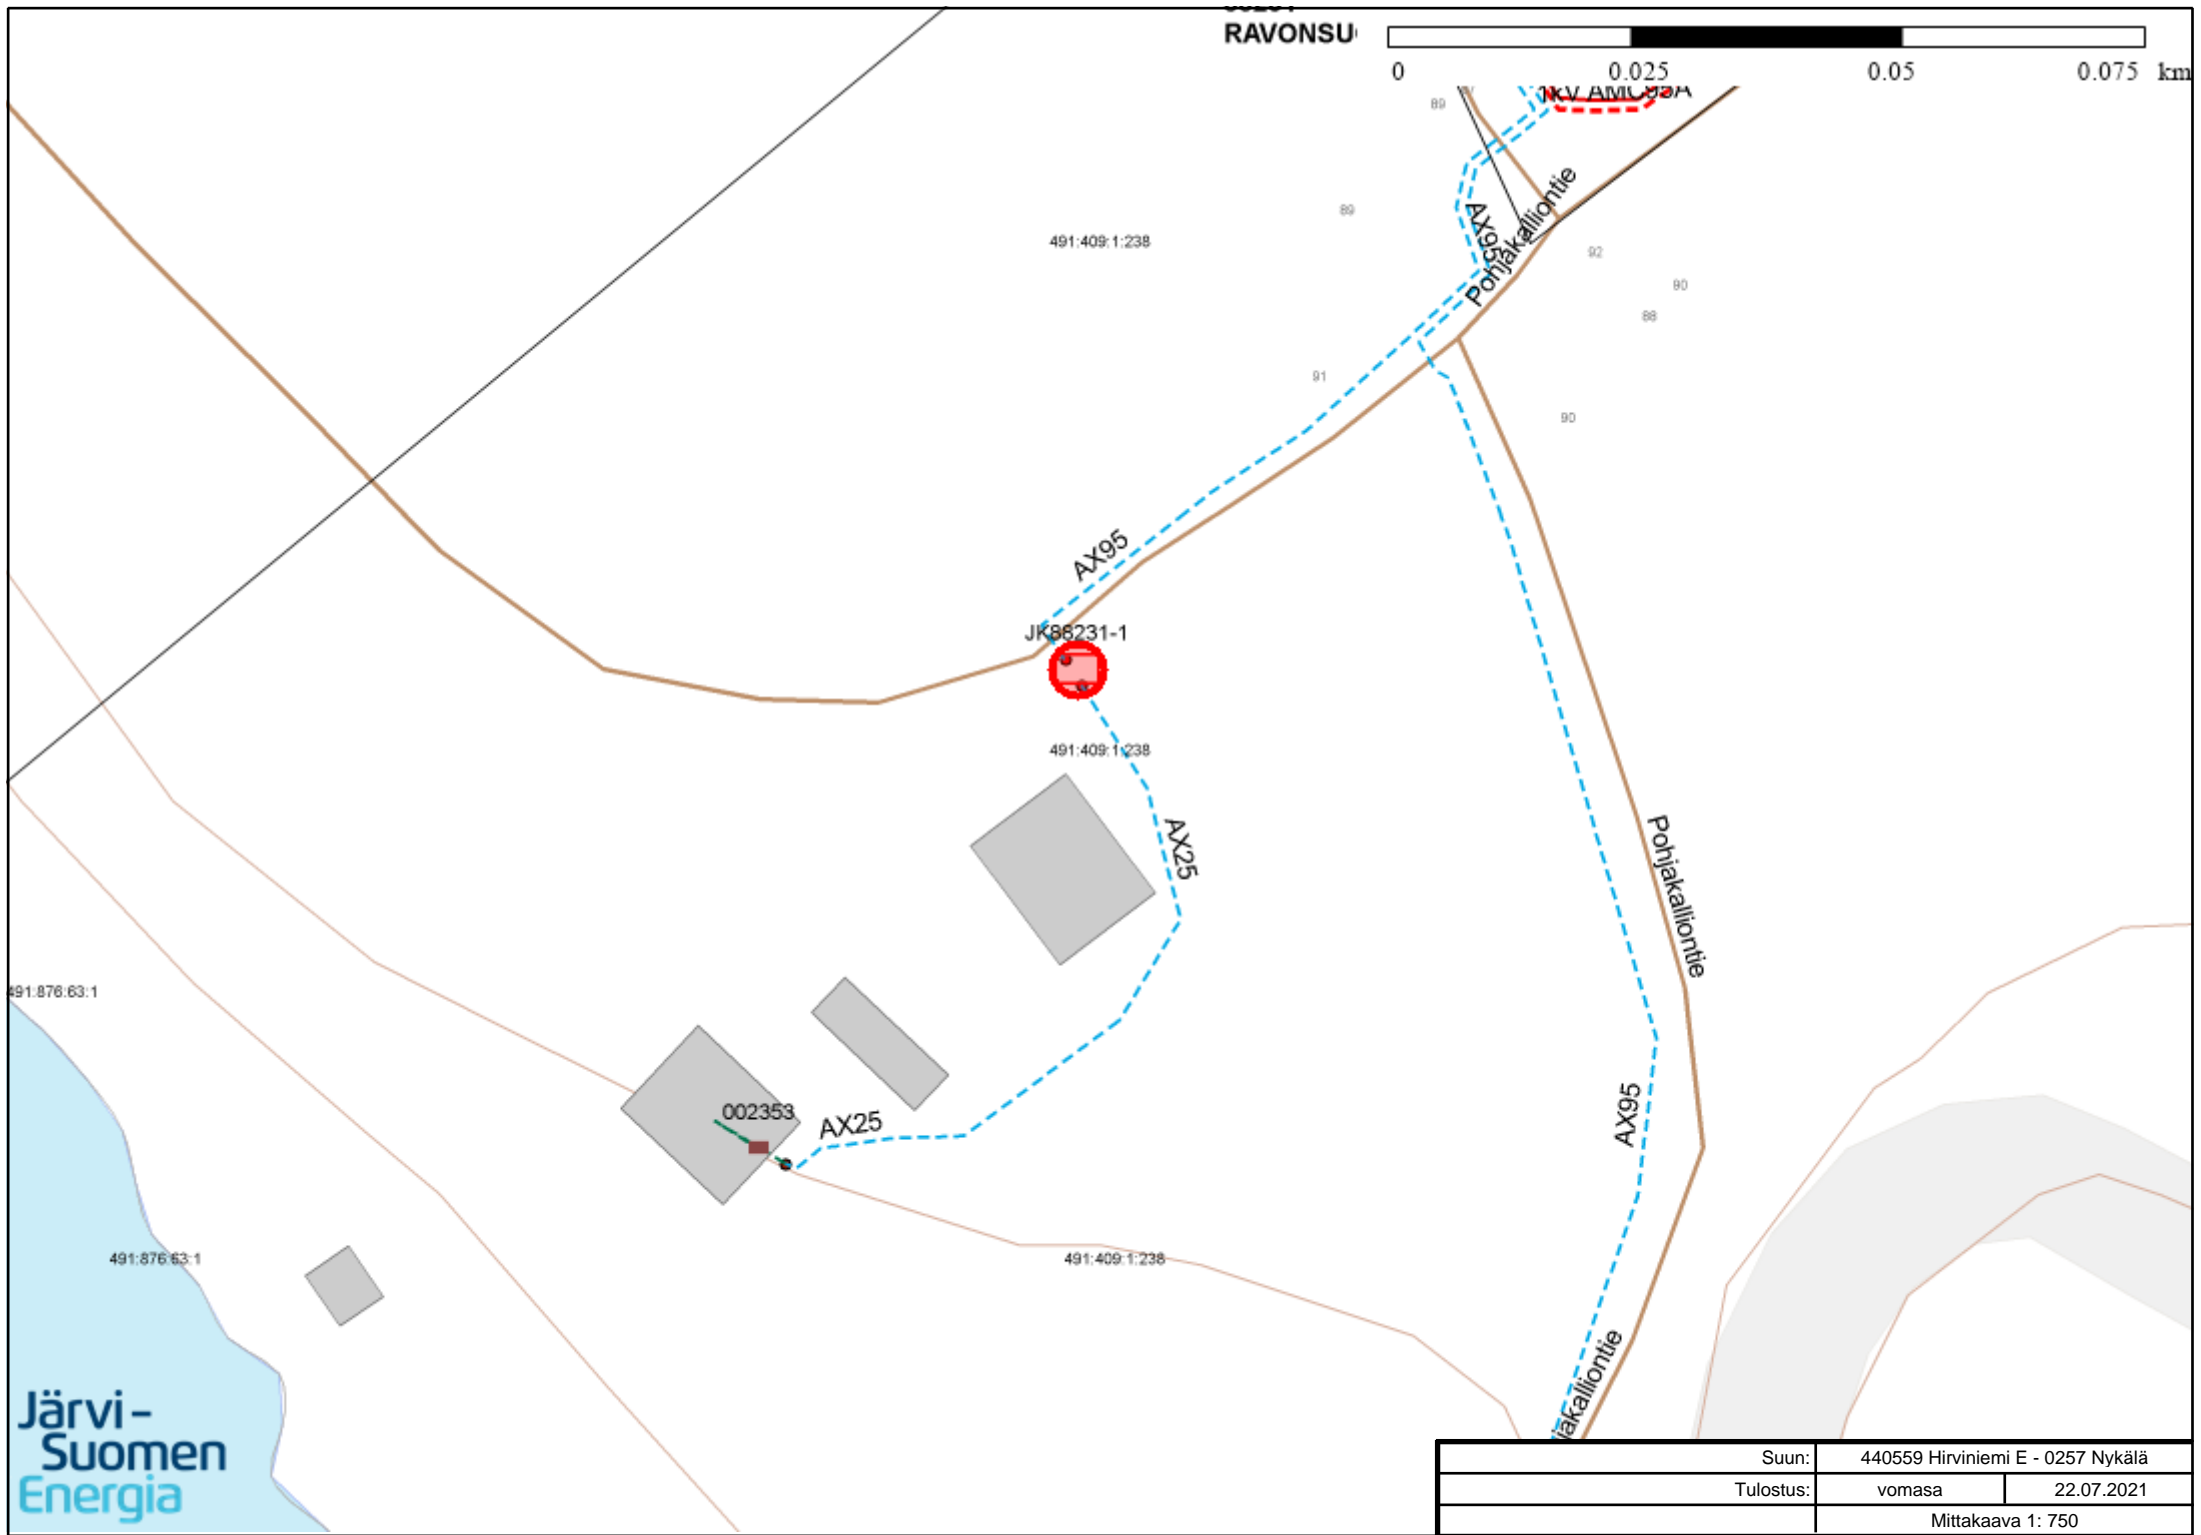 RAVONSU
0 0.025 0.05 0.075 km
1kV AMC95A
89
Pohjakalliontie
AX95
89
491:409:1:238
92
90
88
91
90
AX95
JK88231-1
491:409:1:238
AX25
Pohjakalliontie
491:876:63:1
AX95
002353
AX25
491:876:63:1
491:409:1:238
jakalliontie
Järvi-
Suomen
Energia
Suun: 440559 Hirviniemi E - 0257 Nykälä
Tulostus: vomasa 22.07.2021
Mittakaava 1: 750